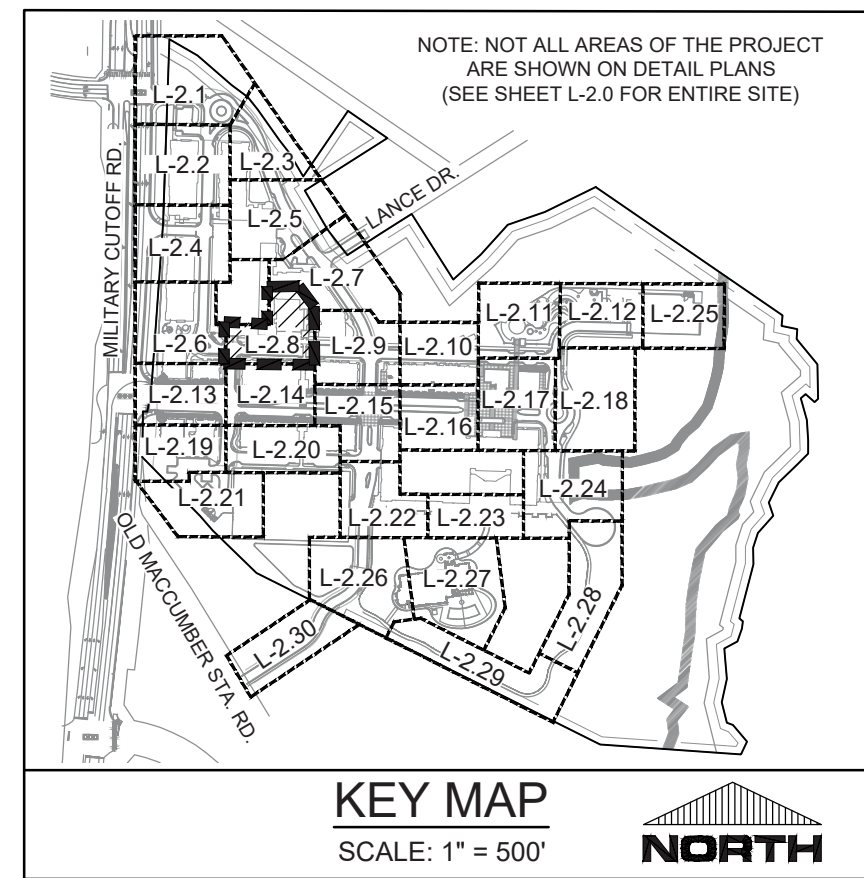 NOTE: NOT ALL AREAS OF THE PROJECT
ARE SHOWN ON DETAIL PLANS
(SEE SHEET L-2.0 FOR ENTIRE SITE)
MILITARY CUTOFF RD.
LANCE DR.
L-2.1
L-2.2
L-2.3
L-2.4
L-2.5
L-2.6
L-2.7
L-2.8
L-2.9
L-2.10
L-2.11
L-2.12
L-2.25
L-2.13
L-2.14
L-2.15
L-2.16
L-2.17
L-2.18
L-2.19
L-2.20
L-2.21
L-2.22
L-2.23
L-2.24
L-2.26
L-2.27
L-2.28
L-2.29
L-2.30
OLD MACCUMBER STA. RD.
KEY MAP
SCALE: 1" = 500'
NORTH